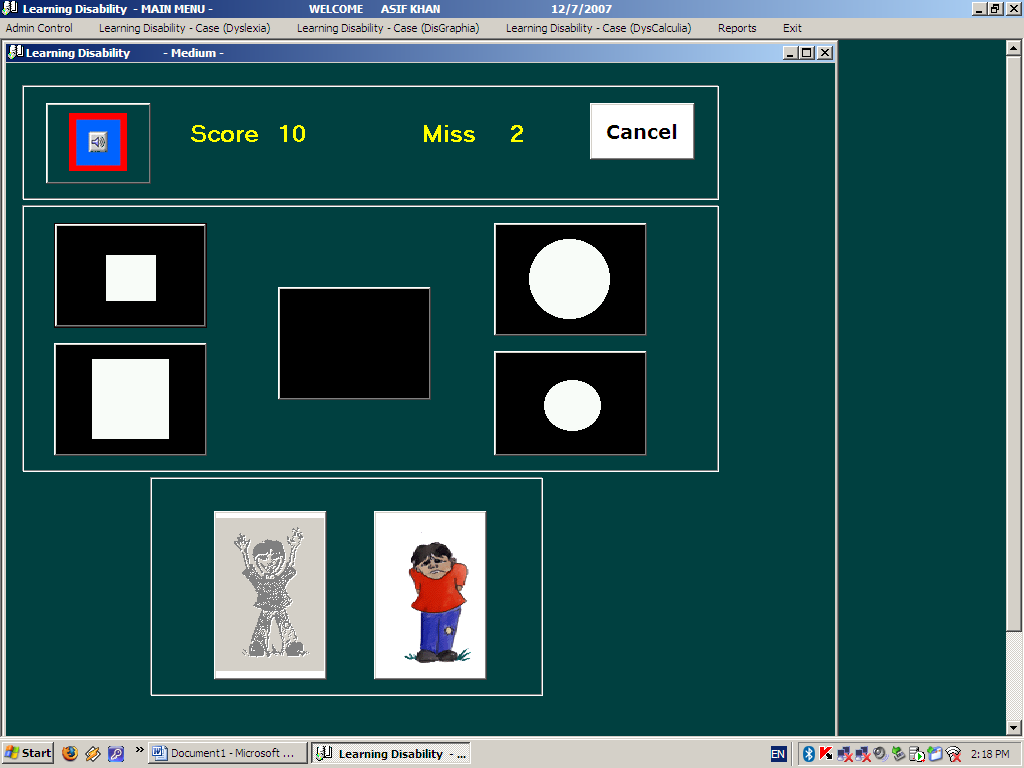 Learning Disability - MAIN MENU - WELCOME ASIF KHAN 12/7/2007
Admin Control Learning Disability - Case (Dyslexia) Learning Disability - Case (DisGraphia) Learning Disability - Case (DysCalculia) Reports Exit
Learning Disability - Medium -
Score 10 Miss 2 Cancel
Start » Document1 - Microsoft ... Learning Disability - ... EN 2:18 PM